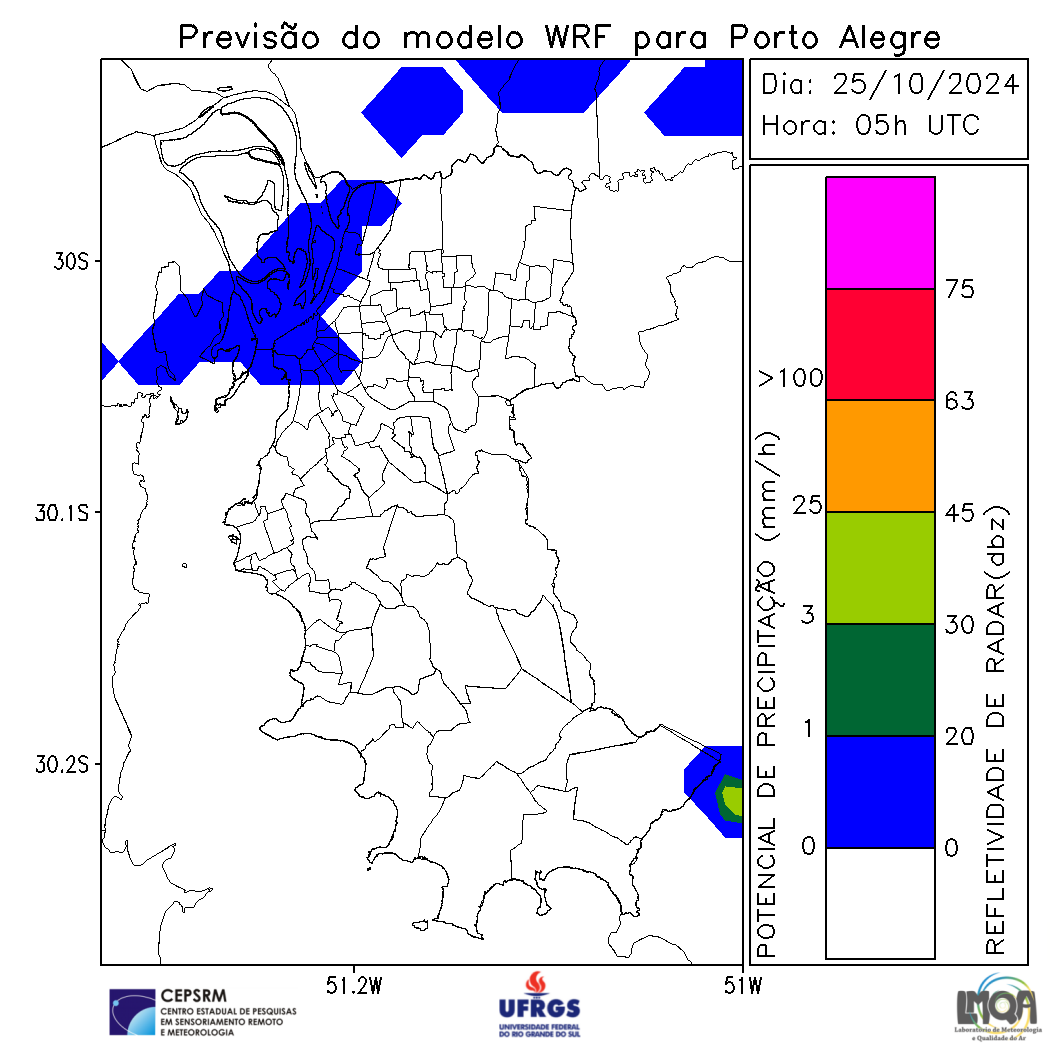 Previsão do modelo WRF para Porto Alegre
Dia: 25/10/2024
Hora: 05h UTC
30S
30.1S
30.2S
51.2W
51W
POTENCIAL DE PRECIPITAÇÃO (mm/h)
>100
25
3
1
0
75
63
45
30
20
0
REFLETIVIDADE DE RADAR(dbz)
CEPSRM
CENTRO ESTADUAL DE PESQUISAS
EM SENSORIAMENTO REMOTO
E METEOROLOGIA
UFRGS
UNIVERSIDADE FEDERAL
DO RIO GRANDE DO SUL
LMQA
Laboratório de Meteorologia
e Qualidade do Ar